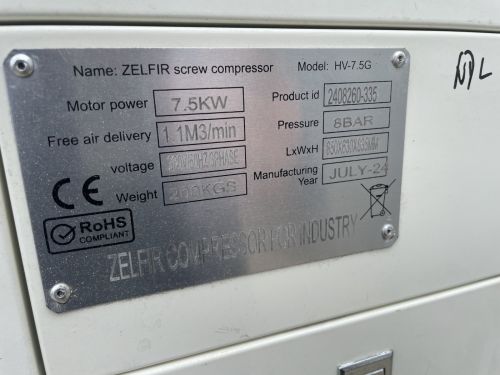 Name: ZELFIR screw compressor Model: HV-7.5G
Motor power 7.5KW Product id 2408260-335
Free air delivery 1.1M3/min Pressure 8BAR
voltage LxWxH
Weight 200KGS Manufacturing Year JULY-24
CE
RoHS
COMPLIANT
ZELFIR COMPRESSOR FOR INDUSTRY